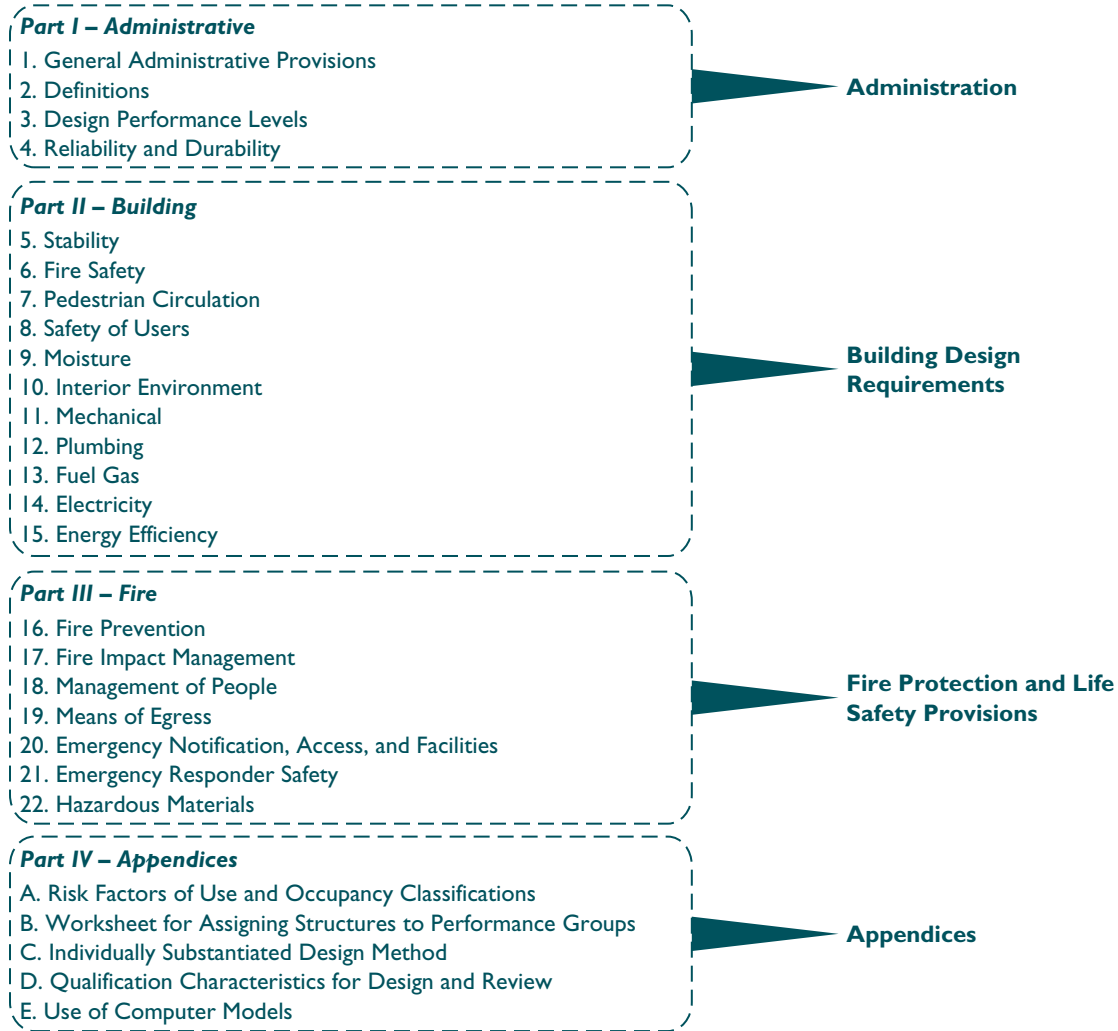 Part I – Administrative
1. General Administrative Provisions
2. Definitions
3. Design Performance Levels
4. Reliability and Durability
Administration
Part II – Building
5. Stability
6. Fire Safety
7. Pedestrian Circulation
8. Safety of Users
9. Moisture
10. Interior Environment
11. Mechanical
12. Plumbing
13. Fuel Gas
14. Electricity
15. Energy Efficiency
Building Design
Requirements
Part III – Fire
16. Fire Prevention
17. Fire Impact Management
18. Management of People
19. Means of Egress
20. Emergency Notification, Access, and Facilities
21. Emergency Responder Safety
22. Hazardous Materials
Fire Protection and Life
Safety Provisions
Part IV – Appendices
A. Risk Factors of Use and Occupancy Classifications
B. Worksheet for Assigning Structures to Performance Groups
C. Individually Substantiated Design Method
D. Qualification Characteristics for Design and Review
E. Use of Computer Models
Appendices